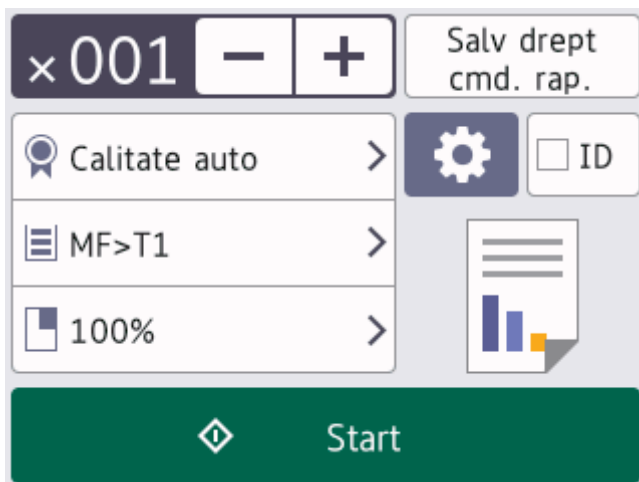 ×001 − +
Salv drept
cmd. rap.
Calitate auto >
ID
MF>T1 >
100% >
Start